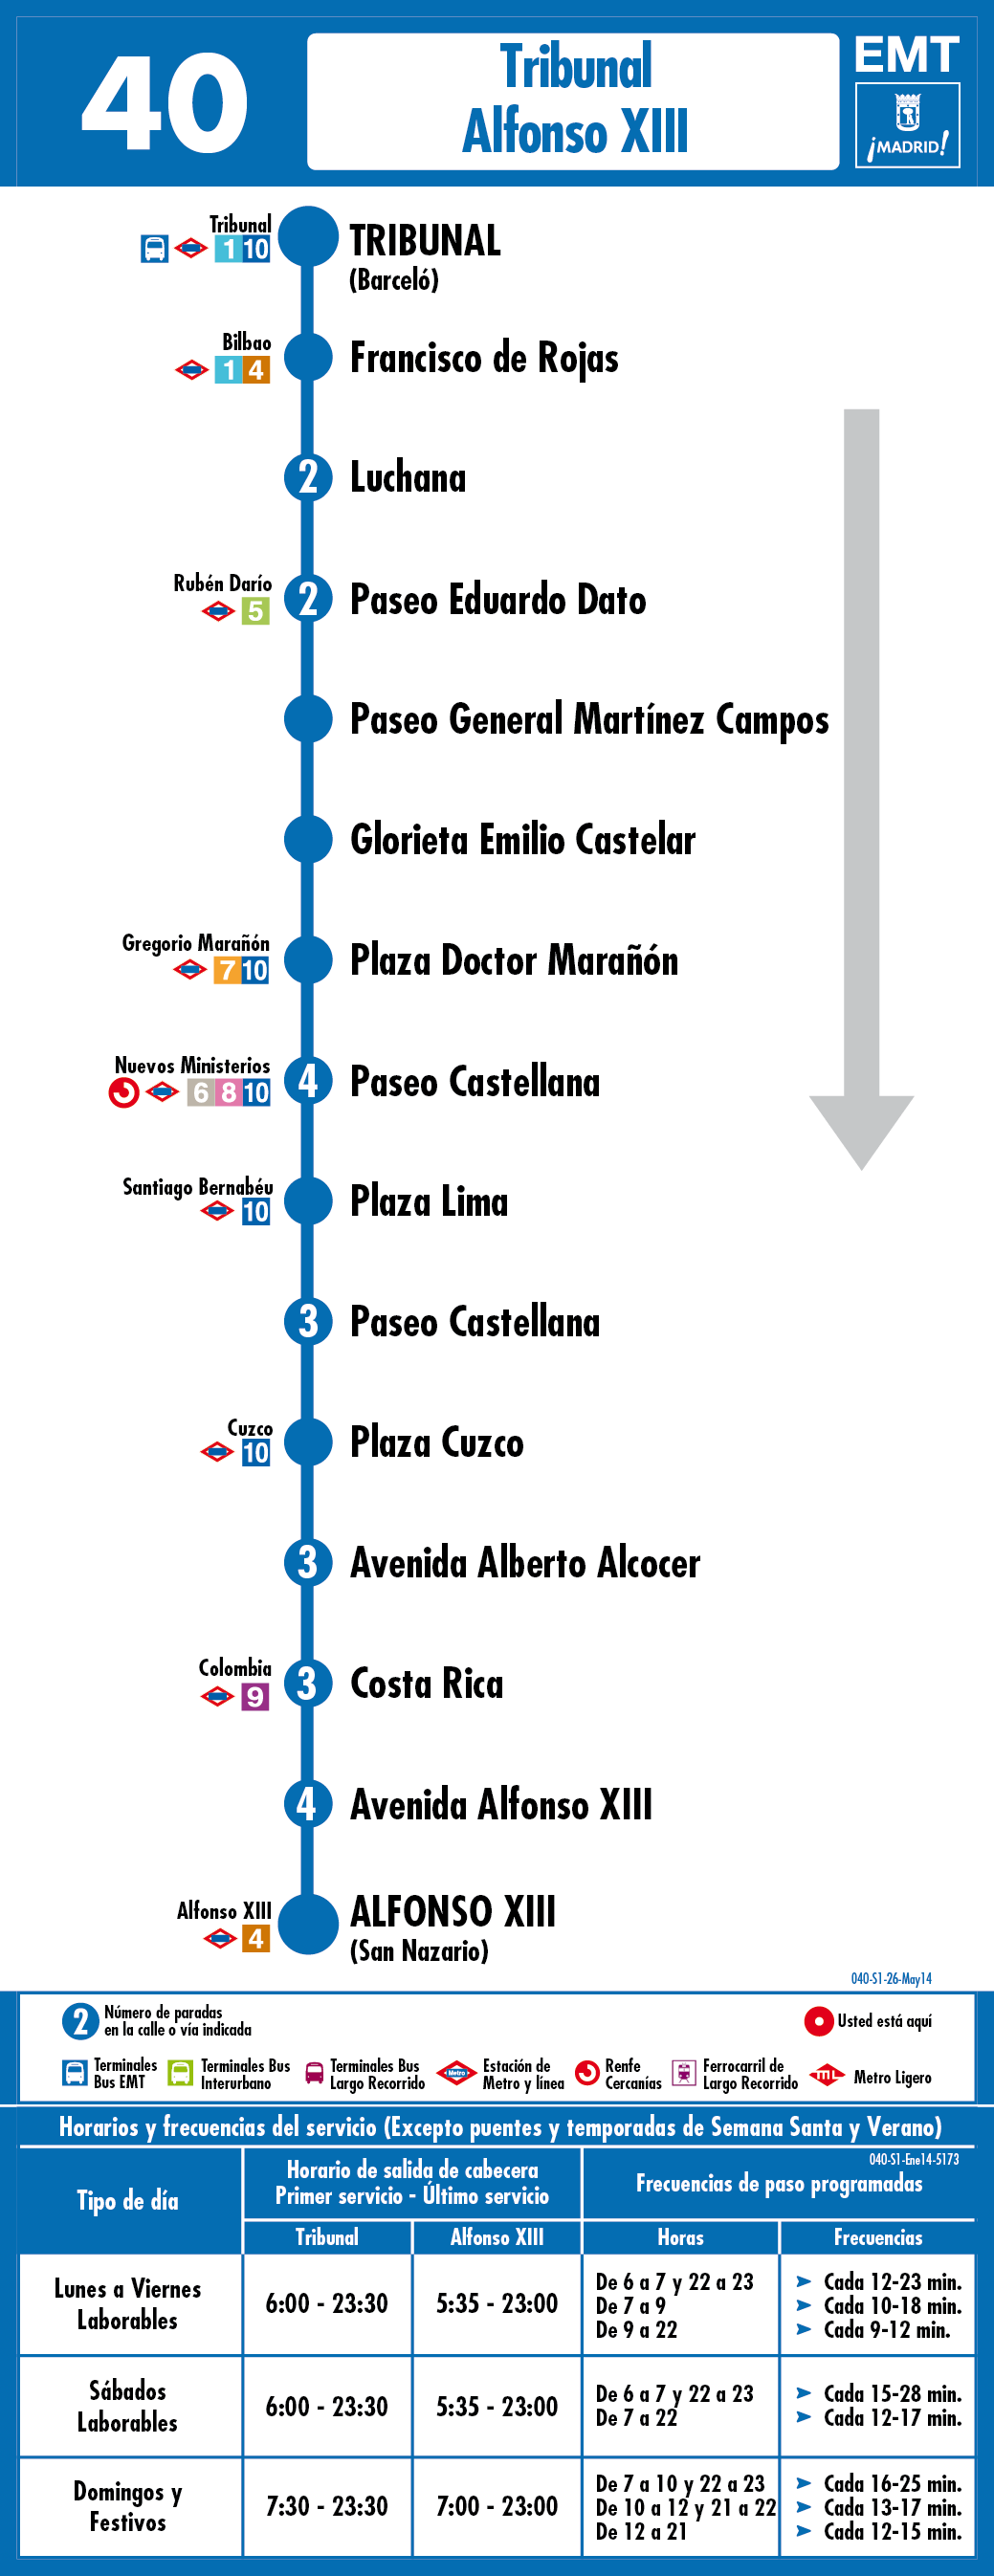 40
Tribunal
Alfonso XIII
EMT
¡MADRID!
Tribunal
1 10
TRIBUNAL
(Barceló)
Bilbao
1 4
Francisco de Rojas
2
Luchana
Rubén Darío
5
2
Paseo Eduardo Dato
Paseo General Martínez Campos
Glorieta Emilio Castelar
Gregorio Marañón
7 10
Plaza Doctor Marañón
Nuevos Ministerios
6 8 10
4
Paseo Castellana
Santiago Bernabéu
10
Plaza Lima
3
Paseo Castellana
Cuzco
10
Plaza Cuzco
3
Avenida Alberto Alcocer
Colombia
9
3
Costa Rica
4
Avenida Alfonso XIII
Alfonso XIII
4
ALFONSO XIII
(San Nazario)
040-S1-26-May14
2
Número de paradas
en la calle o vía indicada
Usted está aquí
Terminales
Bus EMT
Terminales Bus
Interurbano
Terminales Bus
Largo Recorrido
Metro
Estación de
Metro y línea
Renfe
Cercanías
Ferrocarril de
Largo Recorrido
ML
Metro Ligero
Horarios y frecuencias del servicio (Excepto puentes y temporadas de Semana Santa y Verano)
040-S1-Ene14-5173
Tipo de día
Horario de salida de cabecera
Primer servicio - Último servicio
Frecuencias de paso programadas
Tribunal
Alfonso XIII
Horas
Frecuencias
Lunes a Viernes
Laborables
6:00 - 23:30
5:35 - 23:00
De 6 a 7 y 22 a 23 ➤ Cada 12-23 min.
De 7 a 9 ➤ Cada 10-18 min.
De 9 a 22 ➤ Cada 9-12 min.
Sábados
Laborables
6:00 - 23:30
5:35 - 23:00
De 6 a 7 y 22 a 23 ➤ Cada 15-28 min.
De 7 a 22 ➤ Cada 12-17 min.
Domingos y
Festivos
7:30 - 23:30
7:00 - 23:00
De 7 a 10 y 22 a 23 ➤ Cada 16-25 min.
De 10 a 12 y 21 a 22 ➤ Cada 13-17 min.
De 12 a 21 ➤ Cada 12-15 min.